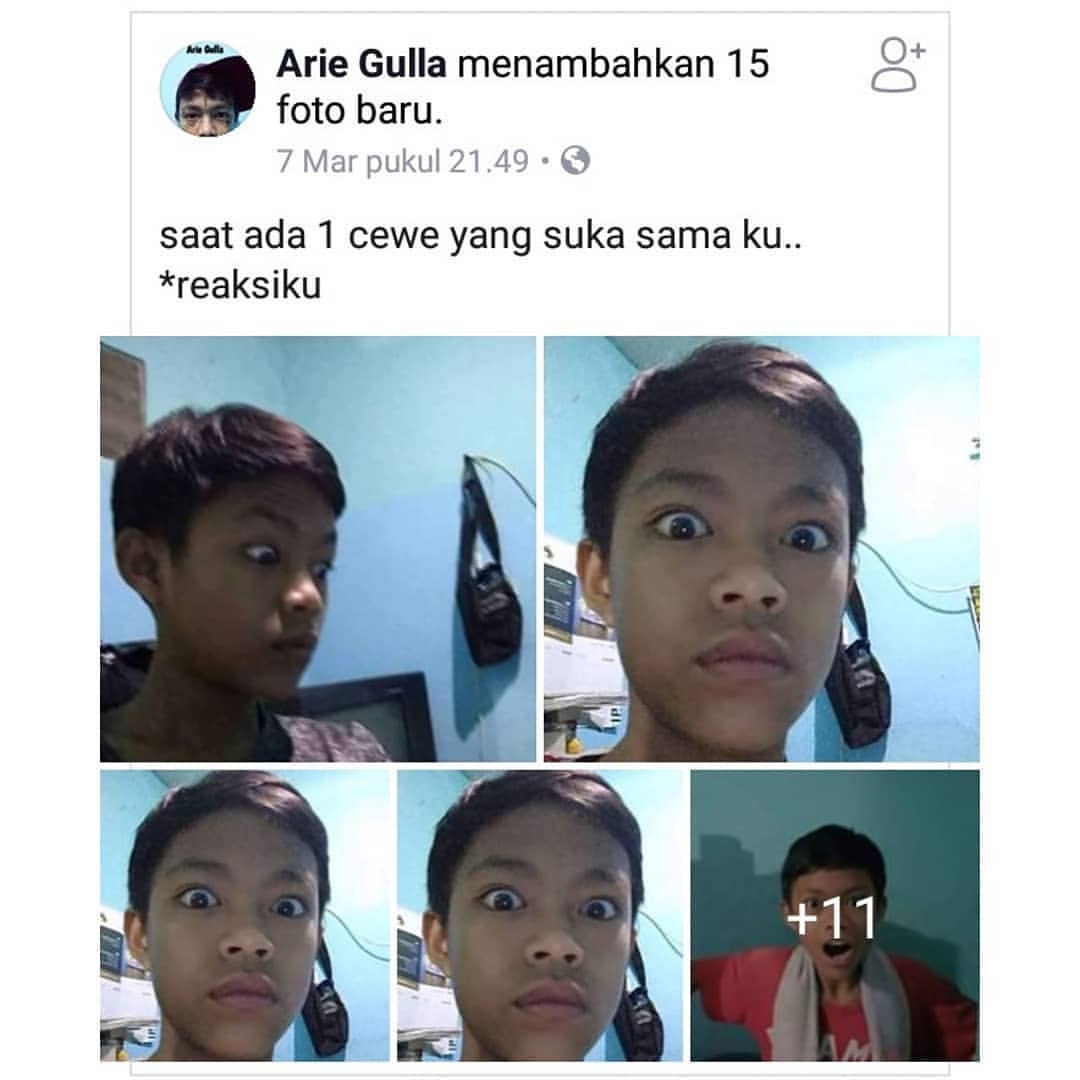 Arie Gulla
Arie Gulla menambahkan 15
foto baru.
7 Mar pukul 21.49 •
saat ada 1 cewe yang suka sama ku..
*reaksiku
+11